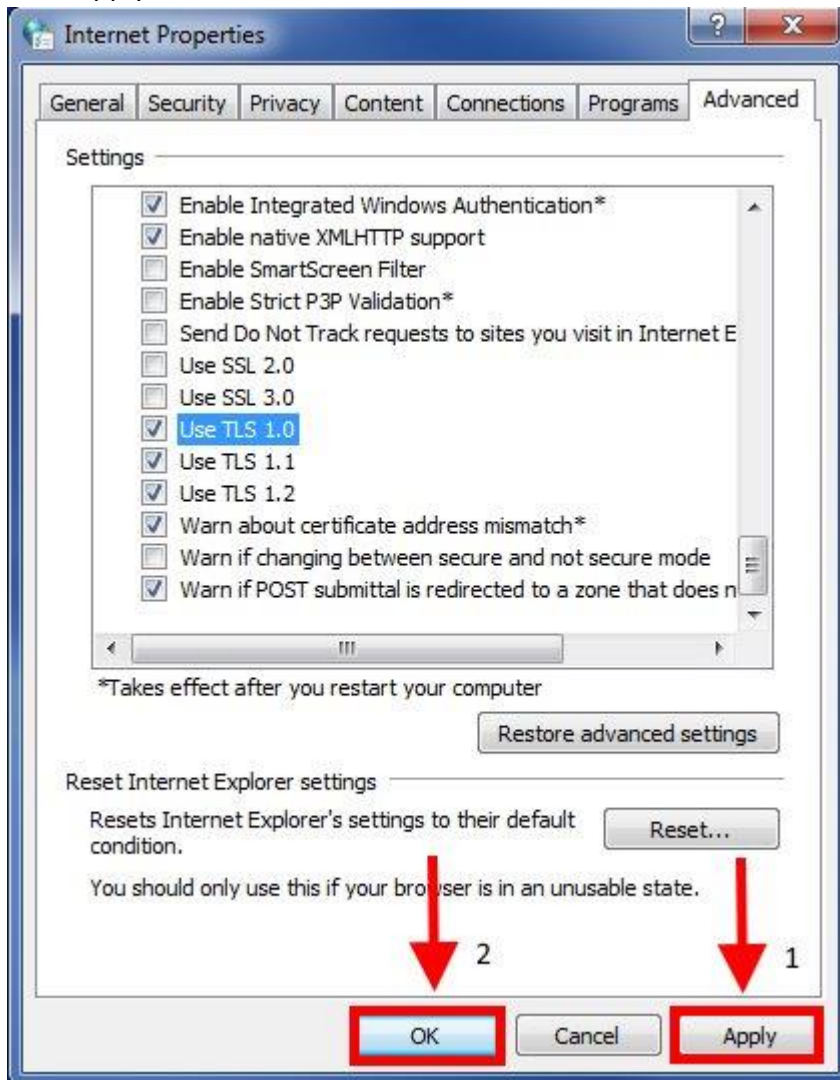 Internet Properties
General Security Privacy Content Connections Programs Advanced
Settings
Enable Integrated Windows Authentication*
Enable native XMLHTTP support
Enable SmartScreen Filter
Enable Strict P3P Validation*
Send Do Not Track requests to sites you visit in Internet E
Use SSL 2.0
Use SSL 3.0
Use TLS 1.0
Use TLS 1.1
Use TLS 1.2
Warn about certificate address mismatch*
Warn if changing between secure and not secure mode
Warn if POST submittal is redirected to a zone that does n
*Takes effect after you restart your computer
Restore advanced settings
Reset Internet Explorer settings
Resets Internet Explorer's settings to their default
condition.
Reset...
You should only use this if your browser is in an unusable state.
2
1
OK Cancel Apply